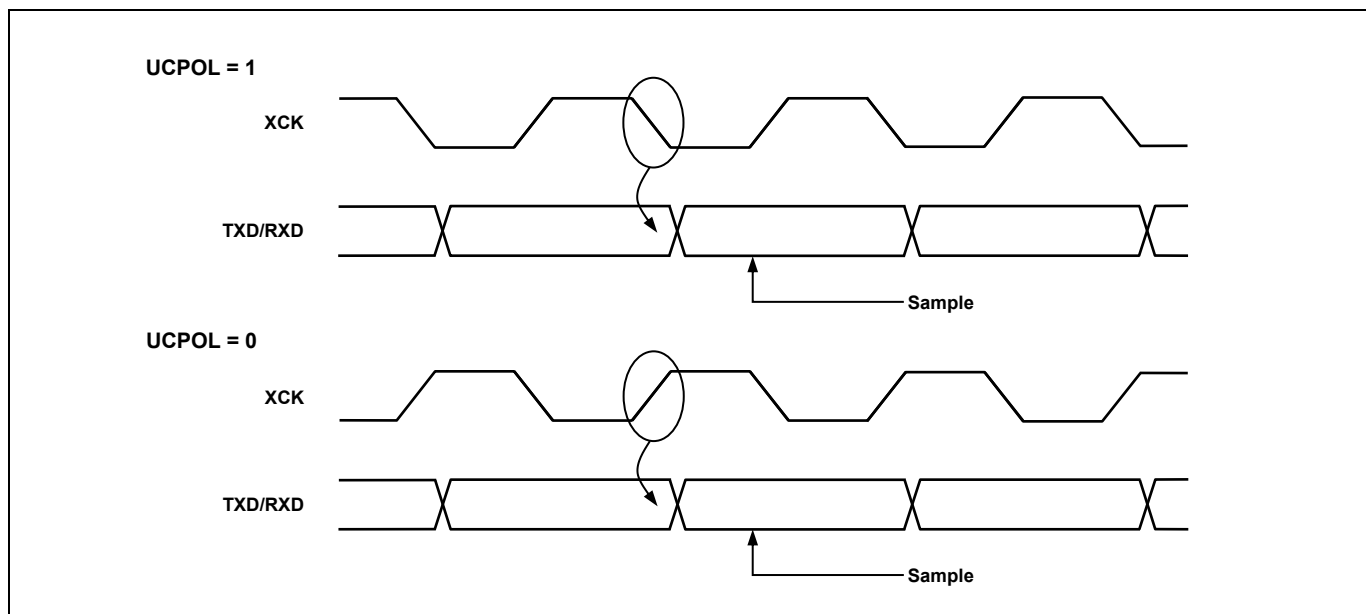 UCPOL = 1
XCK
TXD/RXD
Sample
UCPOL = 0
XCK
TXD/RXD
Sample